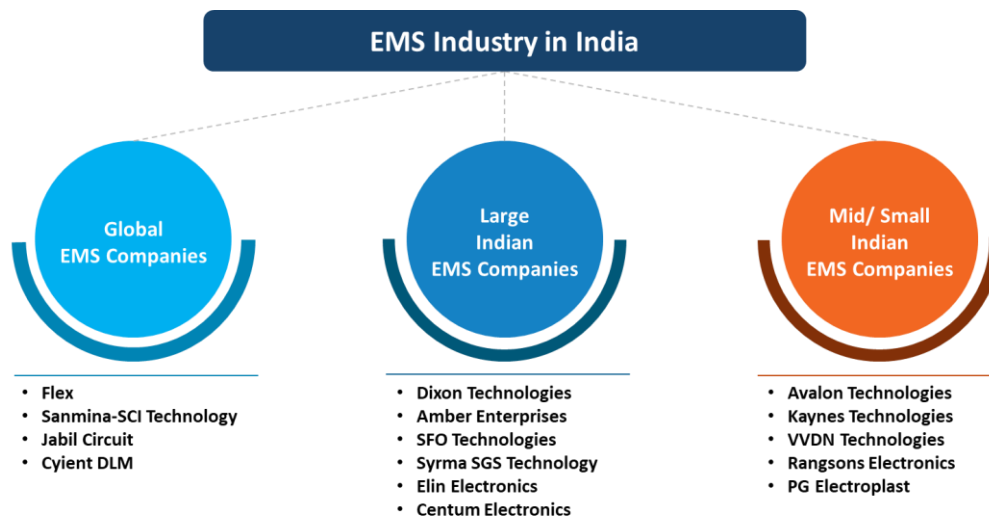 EMS Industry in India
Global
EMS Companies
Large
Indian
EMS Companies
Mid/ Small
Indian
EMS Companies
• Flex
• Sanmina-SCI Technology
• Jabil Circuit
• Cyient DLM
• Dixon Technologies
• Amber Enterprises
• SFO Technologies
• Syrma SGS Technology
• Elin Electronics
• Centum Electronics
• Avalon Technologies
• Kaynes Technologies
• VVDN Technologies
• Rangsons Electronics
• PG Electroplast